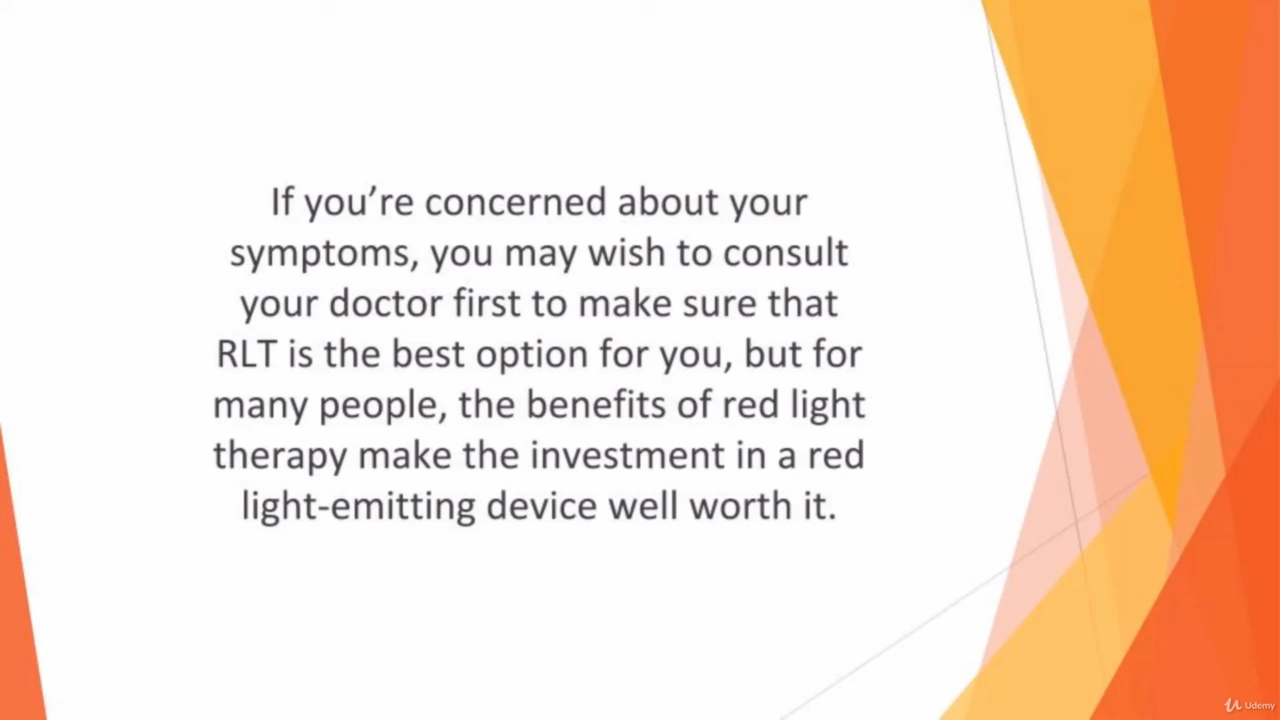 If you’re concerned about your
symptoms, you may wish to consult
your doctor first to make sure that
RLT is the best option for you, but for
many people, the benefits of red light
therapy make the investment in a red
light-emitting device well worth it.
Udemy